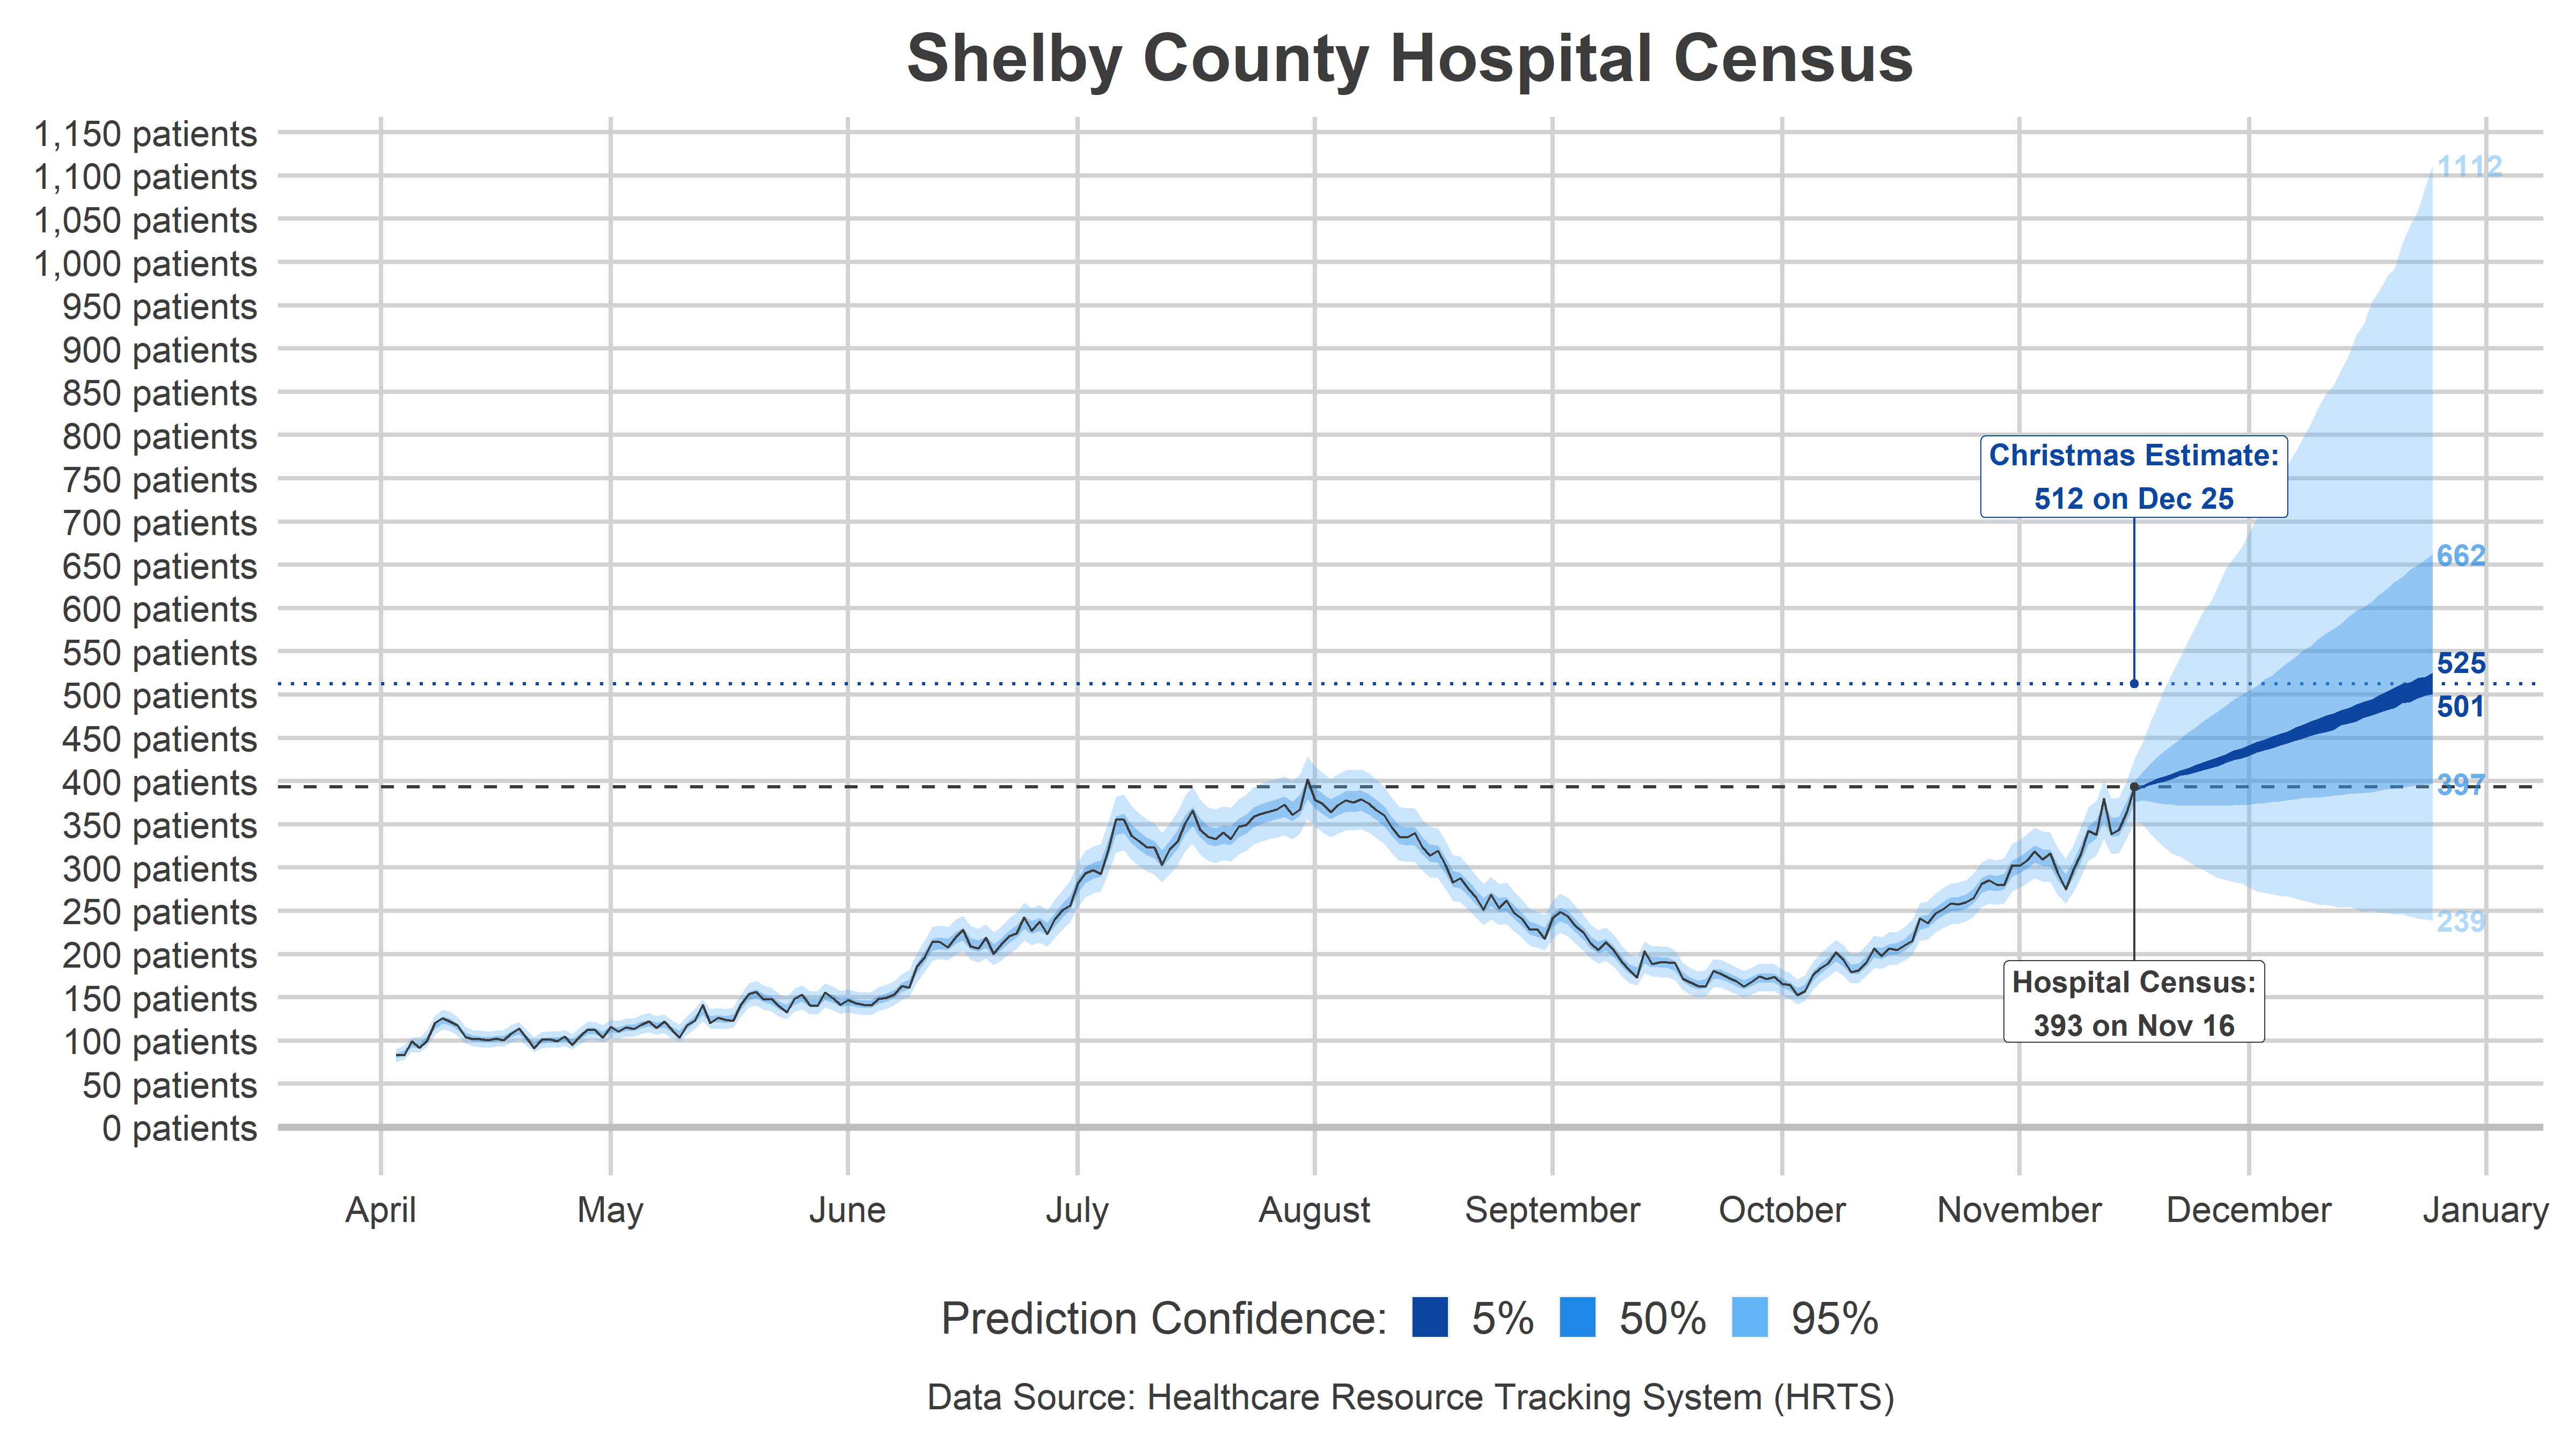 Shelby County Hospital Census
1,150 patients
1,100 patients
1,050 patients
1,000 patients
950 patients
900 patients
850 patients
800 patients
750 patients
700 patients
650 patients
600 patients
550 patients
500 patients
450 patients
400 patients
350 patients
300 patients
250 patients
200 patients
150 patients
100 patients
50 patients
0 patients
1112
Christmas Estimate:
512 on Dec 25
662
525
501
397
239
Hospital Census:
393 on Nov 16
April May June July August September October November December January
Prediction Confidence: 5% 50% 95%
Data Source: Healthcare Resource Tracking System (HRTS)